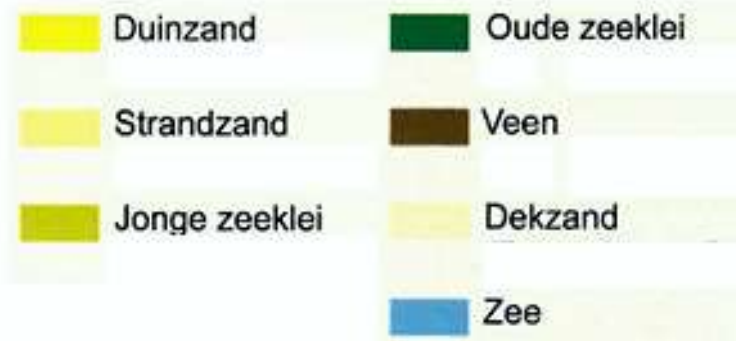 Duinzand
Strandzand
Jonge zeeklei
Oude zeeklei
Veen
Dekzand
Zee